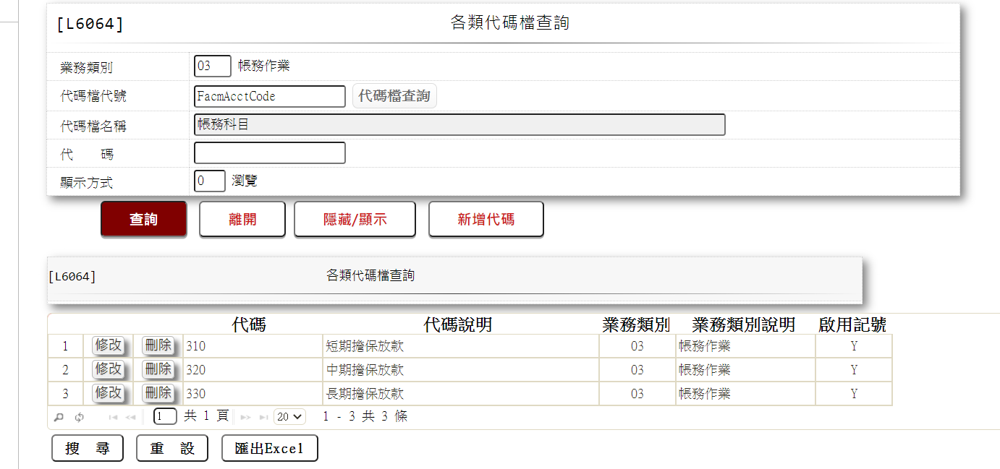 [L6064] 各類代碼檔查詢
業務類別 03 帳務作業
代碼檔代號 FacmAcctCode 代碼檔查詢
代碼檔名稱 帳務科目
代 碼
顯示方式 0 瀏覽
查詢 離開 隱藏/顯示 新增代碼
[L6064] 各類代碼檔查詢
代碼 代碼說明 業務類別 業務類別說明 啟用記號
1 修改 刪除 310 短期擔保放款 03 帳務作業 Y
2 修改 刪除 320 中期擔保放款 03 帳務作業 Y
3 修改 刪除 330 長期擔保放款 03 帳務作業 Y
1 共 1 頁 20 1 - 3 共 3 條
搜 尋 重 設 匯出Excel